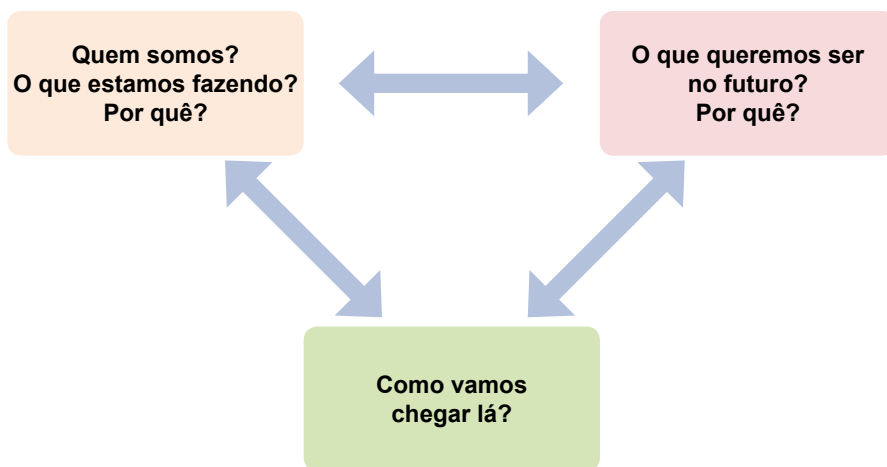 Quem somos?
O que estamos fazendo?
Por quê?
O que queremos ser
no futuro?
Por quê?
Como vamos
chegar lá?